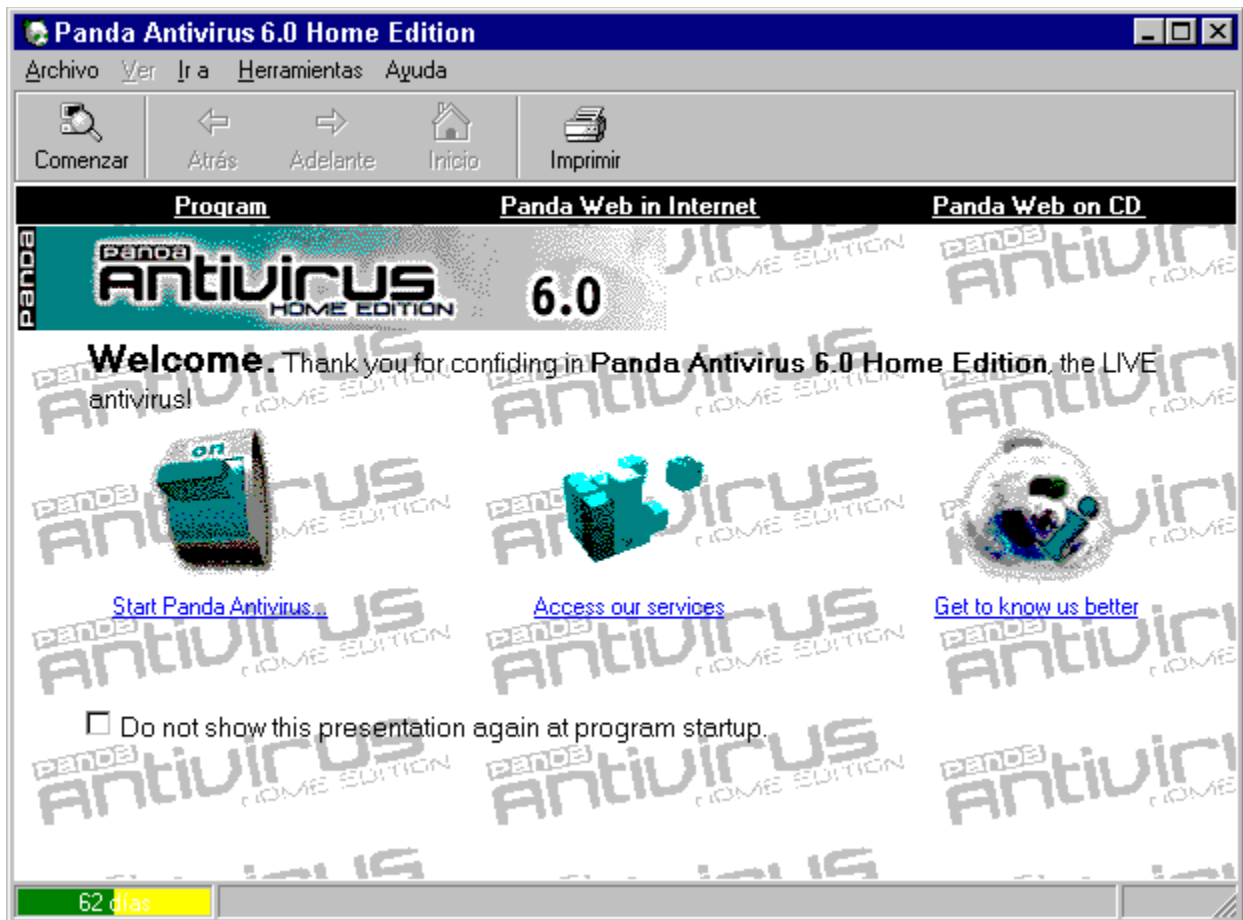 Panda Antivirus 6.0 Home Edition
Archivo Ver Ir a Herramientas Ayuda
Comenzar Atrás Adelante Inicio Imprimir
Program Panda Web in Internet Panda Web on CD
Panda
panda
antivirus
HOME EDITION
6.0
Welcome. Thank you for confiding in Panda Antivirus 6.0 Home Edition, the LIVE
antivirus!
on
Start Panda Antivirus... Access our services Get to know us better
Do not show this presentation again at program startup.
62 días